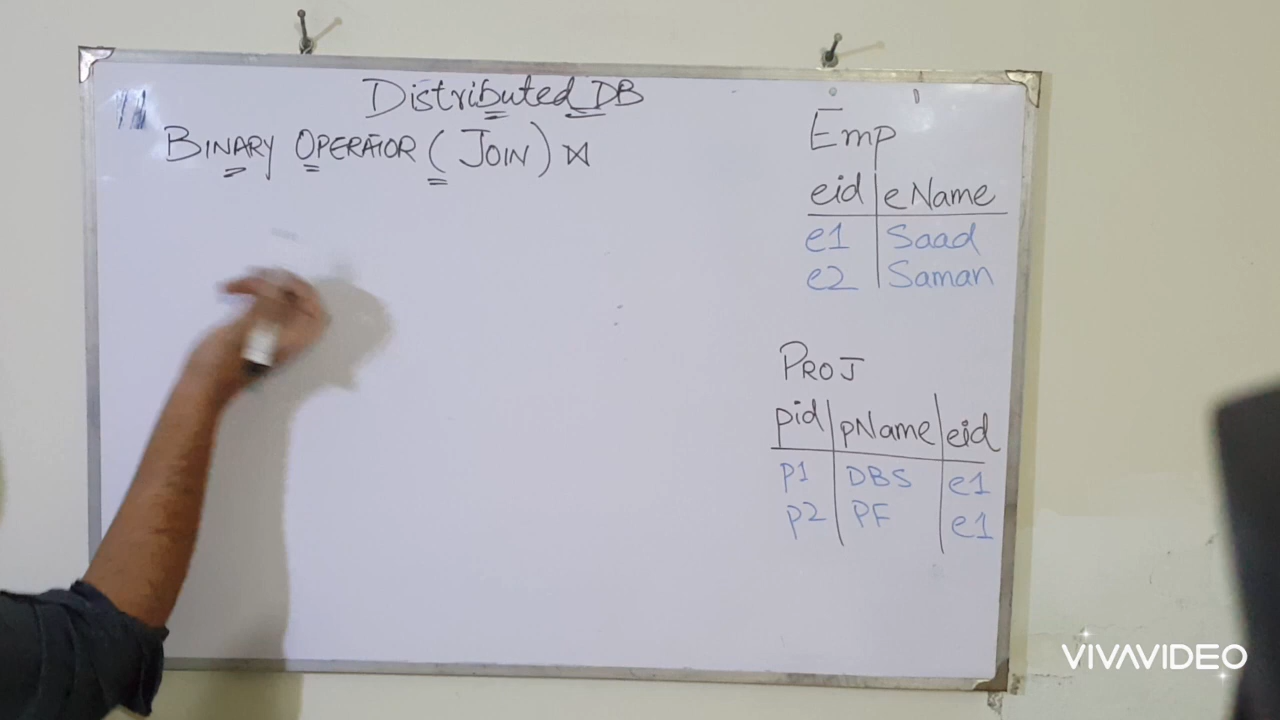 Distributed DB
BINARY OPERATOR (JOIN) ⋈
Emp
eid eName
e1 Saad
e2 Saman
PROJ
pid pName eid
p1 DBS e1
p2 PF e1
VIVAVIDEO